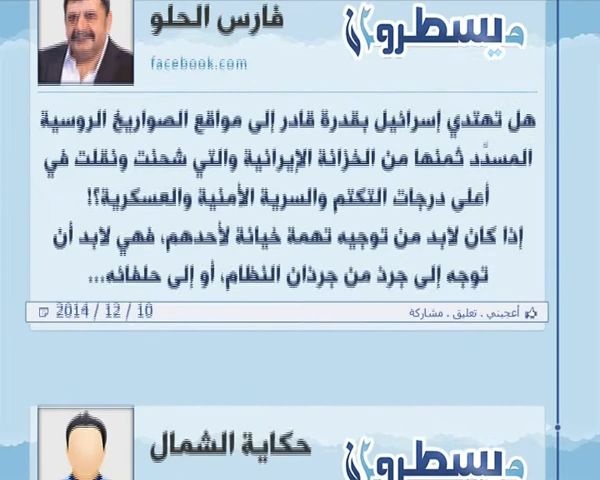 فارس الحلو
ويسطرون
facebook.com
هل تهتدي إسرائيل بقدرة قادر إلى مواقع الصواريخ الروسية
المسدَّد ثمنها من الخزانة الإيرانية والتي شحنت ونقلت في
أعلى درجات التكتم والسرية الأمنية والعسكرية؟!
إذا كان لابد من توجيه تهمة خيانة لأحدهم، فهي لابد أن
توجه إلى جرذ من جرذان النظام، أو إلى حلفائه...
أعجبني . تعليق . مشاركة
2014 / 12 / 10
حكاية الشمال
ويسطرون